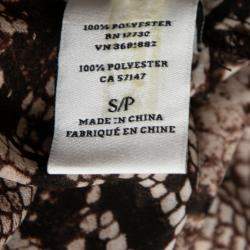 100% POLYESTER
RN 17730
VN 3681882
100% POLYESTER
CA 57147
S/P
MADE IN CHINA
FABRIQUÉ EN CHINE